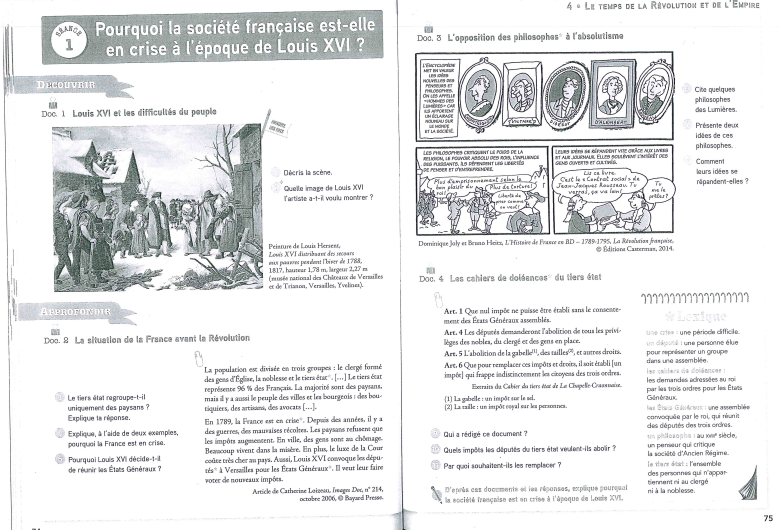 SÉANCE
1
Pourquoi la société française est-elle
en crise à l'époque de Louis XVI ?
DÉCOUVRIR
Doc. 1 Louis XVI et les difficultés du peuple
Décris la scène.
Quelle image de Louis XVI
l'artiste a-t-il voulu montrer ?
Peinture de Louis Hersent,
Louis XVI distribuant des secours
aux pauvres pendant l'hiver de 1788,
1817, hauteur 1,78 m, largeur 2,27 m
(musée national des Châteaux de Versailles
et de Trianon, Versailles, Yvelines).
APPROFONDIR
Doc. 2 La situation de la France avant la Révolution
La population est divisée en trois groupes : le clergé formé
des gens d'Église, la noblesse et le tiers état*. [...] Le tiers état
représente 96 % des Français. La majorité sont des paysans,
mais il y a aussi le peuple des villes et les bourgeois : des bou-
tiquiers, des artisans, des avocats [...].
En 1789, la France est en crise*. Depuis des années, il y a
des guerres, des mauvaises récoltes. Les paysans refusent que
les impôts augmentent. En ville, des gens sont au chômage.
Beaucoup vivent dans la misère. En plus, le luxe de la Cour
coûte très cher au pays. Aussi, Louis XVI convoque les dépu-
tés* à Versailles pour les États Généraux*. Il veut leur faire
voter de nouveaux impôts.
Article de Catherine Loizeau, Images Doc, n° 214,
octobre 2006, © Bayard Presse.
Le tiers état regroupe-t-il
uniquement des paysans ?
Explique ta réponse.
Explique, à l'aide de deux exemples,
pourquoi la France est en crise.
Pourquoi Louis XVI décide-t-il
de réunir les États Généraux ?
4 • LE TEMPS DE LA RÉVOLUTION ET DE L'EMPIRE
Doc. 3 L'opposition des philosophes* à l'absolutisme
L'ENCYCLOPÉDIE
MET EN VALEUR
LES IDÉES
NOUVELLES DES
PENSEURS ET
PHILOSOPHES.
ON LES APPELLE
« HOMMES DES
LUMIÈRES » CAR
ILS APPORTENT
UN ÉCLAIRAGE
NOUVEAU SUR
LE MONDE
ET LA SOCIÉTÉ.
VOLTAIRE
DIDEROT
D'ALEMBERT
LES PHILOSOPHES CRITIQUENT LE POIDS DE LA
RELIGION, LE POUVOIR ABSOLU DES ROIS, L'INFLUENCE
DES PUISSANTS. ILS DÉFENDENT LES LIBERTÉS
DE PENSER ET D'ENTREPRENDRE.
Plus d'emprisonnement selon le
bon plaisir du roi !
Plus de torture !
Liberté de
prier comme
on veut !
LEURS IDÉES SE RÉPANDENT VITE GRÂCE AUX LIVRES
ET AUX JOURNAUX. ELLES SOULÈVENT L'INTÉRÊT DES
GENS OUVERTS ET CULTIVÉS.
Lis ce livre.
C'est le « Contrat social » de
Jean-Jacques Rousseau. Tu
verras, ça va loin !
Tu
me le
prêtes ?
Dominique Joly et Bruno Heitz, L'Histoire de France en BD – 1789-1795, La Révolution française,
© Éditions Casterman, 2014.
Cite quelques
philosophes
des Lumières.
Présente deux
idées de ces
philosophes.
Comment
leurs idées se
répandent-elles ?
Doc. 4 Les cahiers de doléances* du tiers état
Art. 1 Que nul impôt ne puisse être établi sans le consente-
ment des États Généraux assemblés.
Art. 4 Les députés demanderont l'abolition de tous les privi-
lèges des nobles, du clergé et des gens en place.
Art. 5 L'abolition de la gabelle(1), des tailles(2), et autres droits.
Art. 6 Que pour remplacer ces impôts et droits, il soit établi [un
impôt] qui frappe indistinctement les citoyens des trois ordres.
Extraits du Cahier du tiers état de La Chapelle-Craonnaise.
(1) La gabelle : un impôt sur le sel.
(2) La taille : un impôt royal sur les personnes.
Qui a rédigé ce document ?
Quels impôts les députés du tiers état veulent-ils abolir ?
Par quoi souhaitent-ils les remplacer ?
D'après ces documents et les réponses, explique pourquoi
la société française est en crise à l'époque de Louis XVI.
Lexique
une crise : une période difficile.
un député : une personne élue
pour représenter un groupe
dans une assemblée.
les cahiers de doléances :
les demandes adressées au roi
par les trois ordres pour les États
Généraux.
les États Généraux : une assemblée
convoquée par le roi, qui réunit
des députés des trois ordres.
un philosophe : au XVIIIe siècle,
un penseur qui critique
la société d'Ancien Régime.
le tiers état : l'ensemble
des personnes qui n'appar-
tiennent ni au clergé
ni à la noblesse.
75